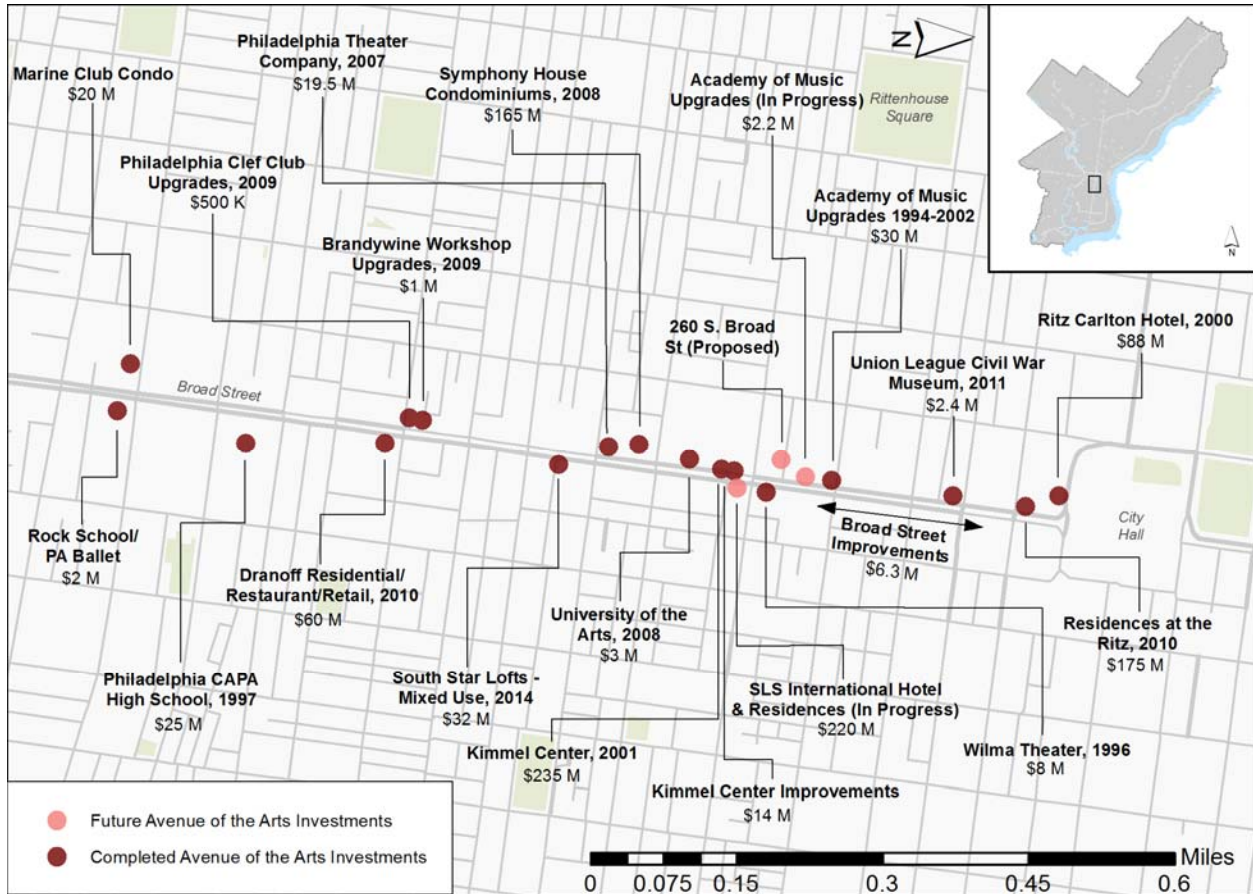 Marine Club Condo
$20 M
Philadelphia Theater
Company, 2007
$19.5 M
Symphony House
Condominiums, 2008
$165 M
Academy of Music
Upgrades (In Progress)
$2.2 M
N
Rittenhouse
Square
N
Philadelphia Clef Club
Upgrades, 2009
$500 K
Brandywine Workshop
Upgrades, 2009
$1 M
Academy of Music
Upgrades 1994-2002
$30 M
260 S. Broad
St (Proposed)
Union League Civil War
Museum, 2011
$2.4 M
Ritz Carlton Hotel, 2000
$88 M
Broad Street
City
Hall
Broad Street
Improvements
$6.3 M
Rock School/
PA Ballet
$2 M
Dranoff Residential/
Restaurant/Retail, 2010
$60 M
University of the
Arts, 2008
$3 M
Residences at the
Ritz, 2010
$175 M
Philadelphia CAPA
High School, 1997
$25 M
South Star Lofts -
Mixed Use, 2014
$32 M
SLS International Hotel
& Residences (In Progress)
$220 M
Kimmel Center, 2001
$235 M
Wilma Theater, 1996
$8 M
Kimmel Center Improvements
$14 M
Future Avenue of the Arts Investments
Completed Avenue of the Arts Investments
Miles
0 0.075 0.15 0.3 0.45 0.6